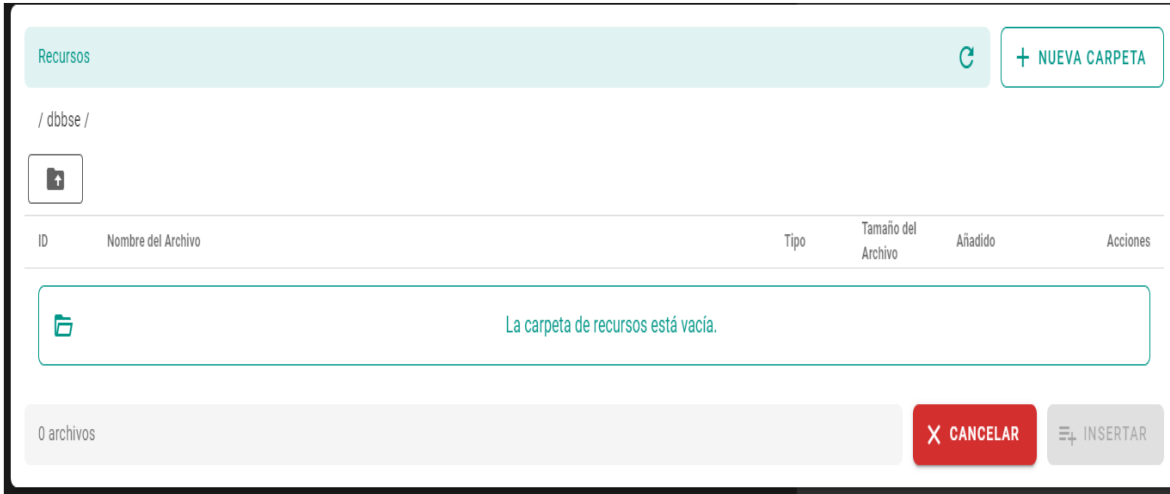 Recursos
+ NUEVA CARPETA
/ dbbse /
ID Nombre del Archivo Tipo Tamaño del Archivo Añadido Acciones
La carpeta de recursos está vacía.
0 archivos
X CANCELAR
INSERTAR